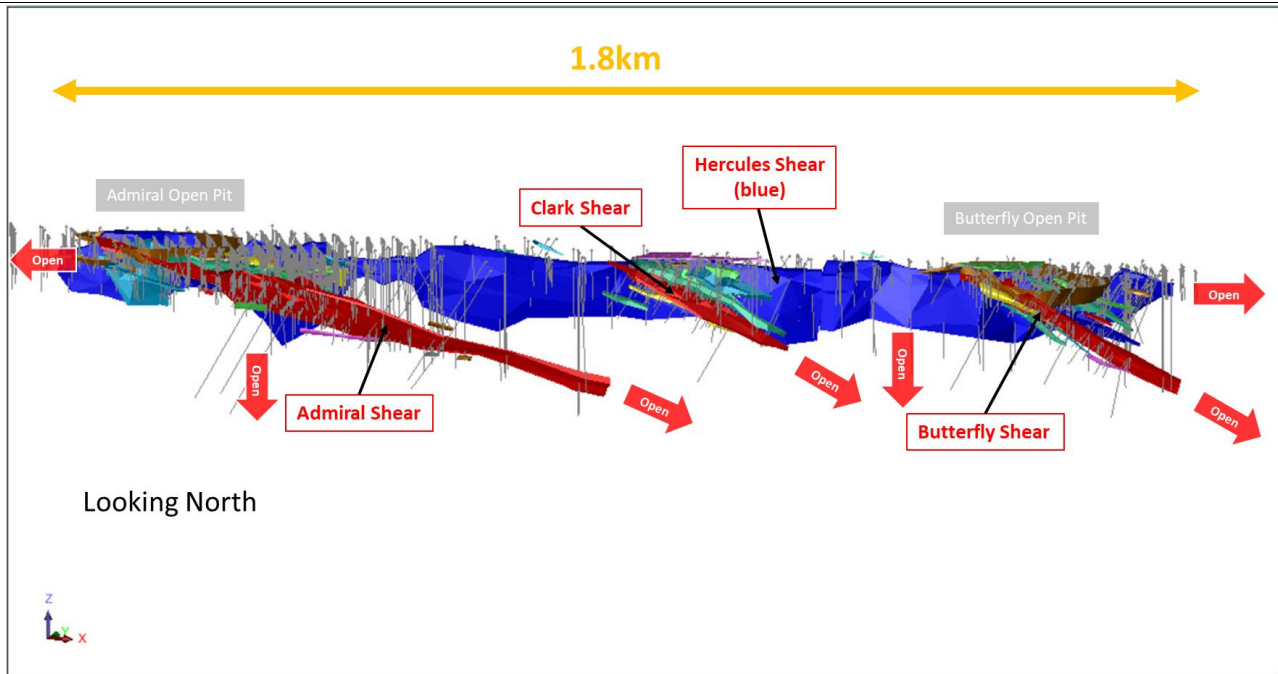 1.8km
Hercules Shear
(blue)
Admiral Open Pit
Clark Shear
Butterfly Open Pit
Open
Open
Open
Open
Open
Open
Open
Admiral Shear
Butterfly Shear
Looking North
Z
Y
X